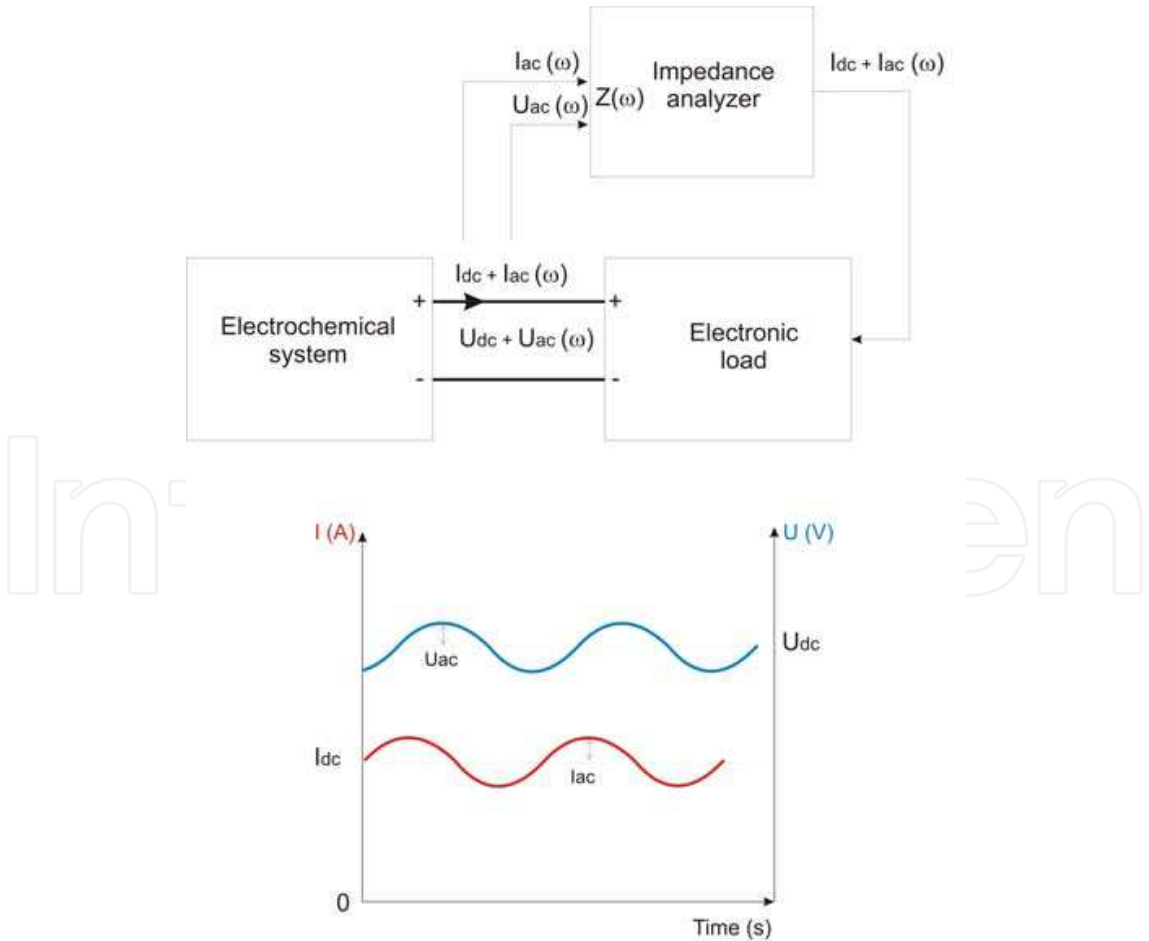 Iac (ω)
Uac (ω)
Z(ω)
Impedance
analyzer
Idc + Iac (ω)
Idc + Iac (ω)
Electrochemical
system
+
-
Udc + Uac (ω)
+
-
Electronic
load
I (A)
U (V)
Uac
Udc
Idc
Iac
0
Time (s)